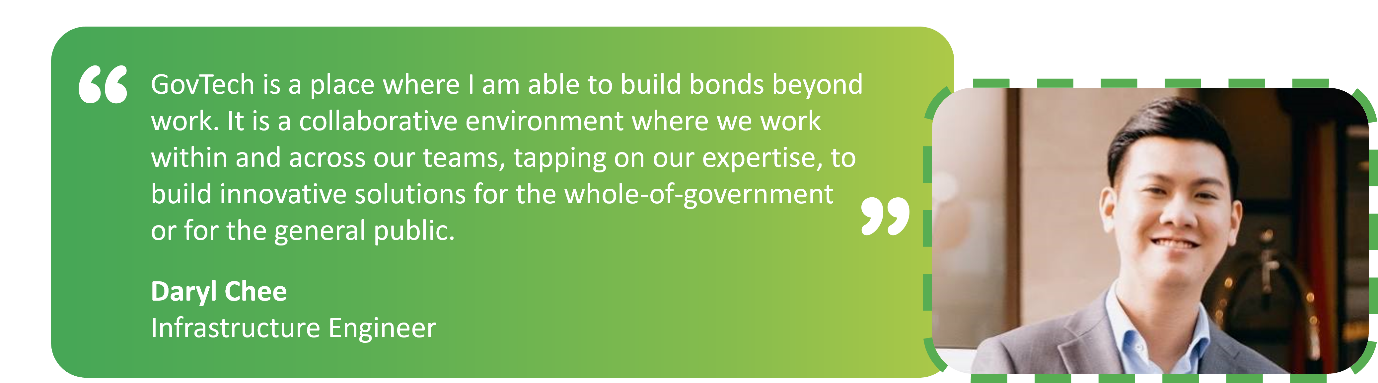 “ GovTech is a place where I am able to build bonds beyond
work. It is a collaborative environment where we work
within and across our teams, tapping on our expertise, to
build innovative solutions for the whole-of-government
or for the general public. ”
Daryl Chee
Infrastructure Engineer